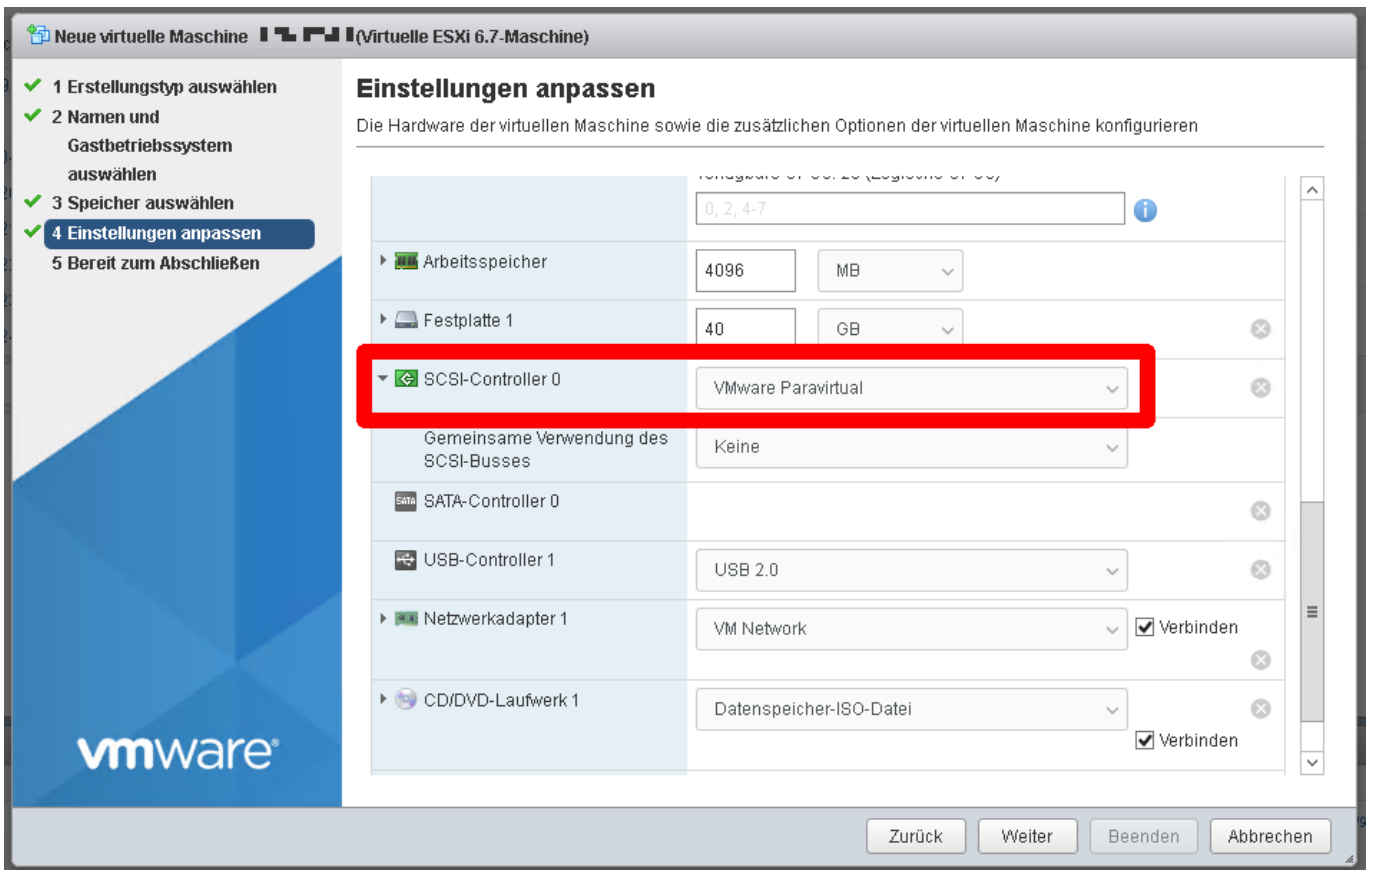 Neue virtuelle Maschine (Virtuelle ESXi 6.7-Maschine)
1 Erstellungstyp auswählen
2 Namen und
Gastbetriebssystem
auswählen
3 Speicher auswählen
4 Einstellungen anpassen
5 Bereit zum Abschließen
vmware®
Einstellungen anpassen
Die Hardware der virtuellen Maschine sowie die zusätzlichen Optionen der virtuellen Maschine konfigurieren
0, 2, 4-7
Arbeitsspeicher 4096 MB
Festplatte 1 40 GB
SCSI-Controller 0 VMware Paravirtual
Gemeinsame Verwendung des Keine
SCSI-Busses
SATA SATA-Controller 0
USB-Controller 1 USB 2.0
Netzwerkadapter 1 VM Network Verbinden
CD/DVD-Laufwerk 1 Datenspeicher-ISO-Datei
Verbinden
Zurück Weiter Beenden Abbrechen